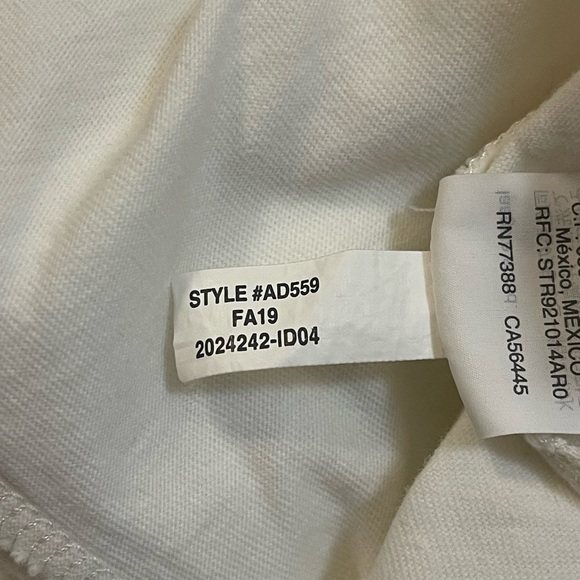 STYLE #AD559
FA19
2024242-ID04
México, MEXICO
RFC: STR921014AR0
RN77388 CA56445